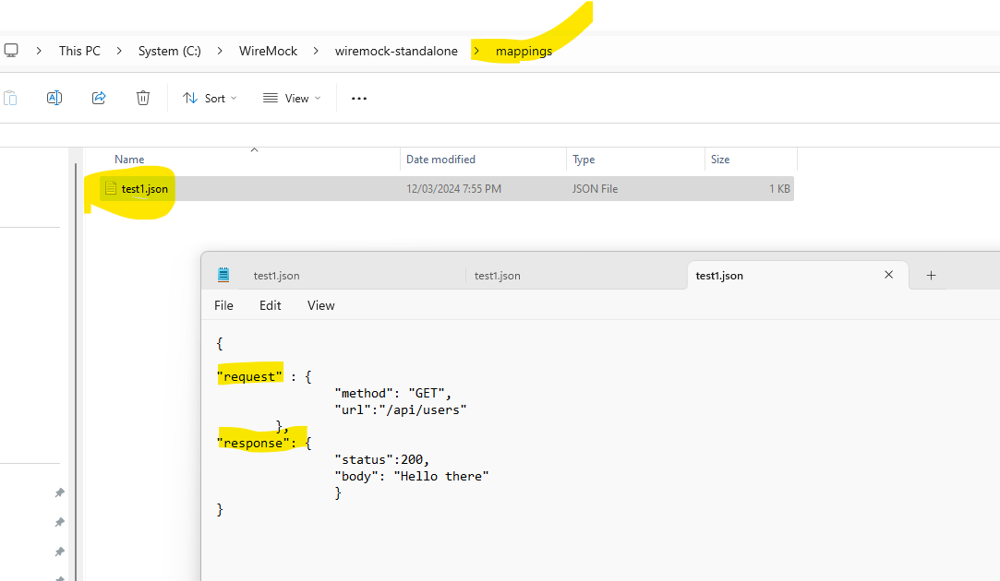 This PC > System (C:) > WireMock > wiremock-standalone > mappings
Sort View ...
Name Date modified Type Size
test1.json 12/03/2024 7:55 PM JSON File 1 KB
test1.json test1.json test1.json
File Edit View
{
"request" : {
"method": "GET",
"url":"/api/users"
},
"response": {
"status":200,
"body": "Hello there"
}
}